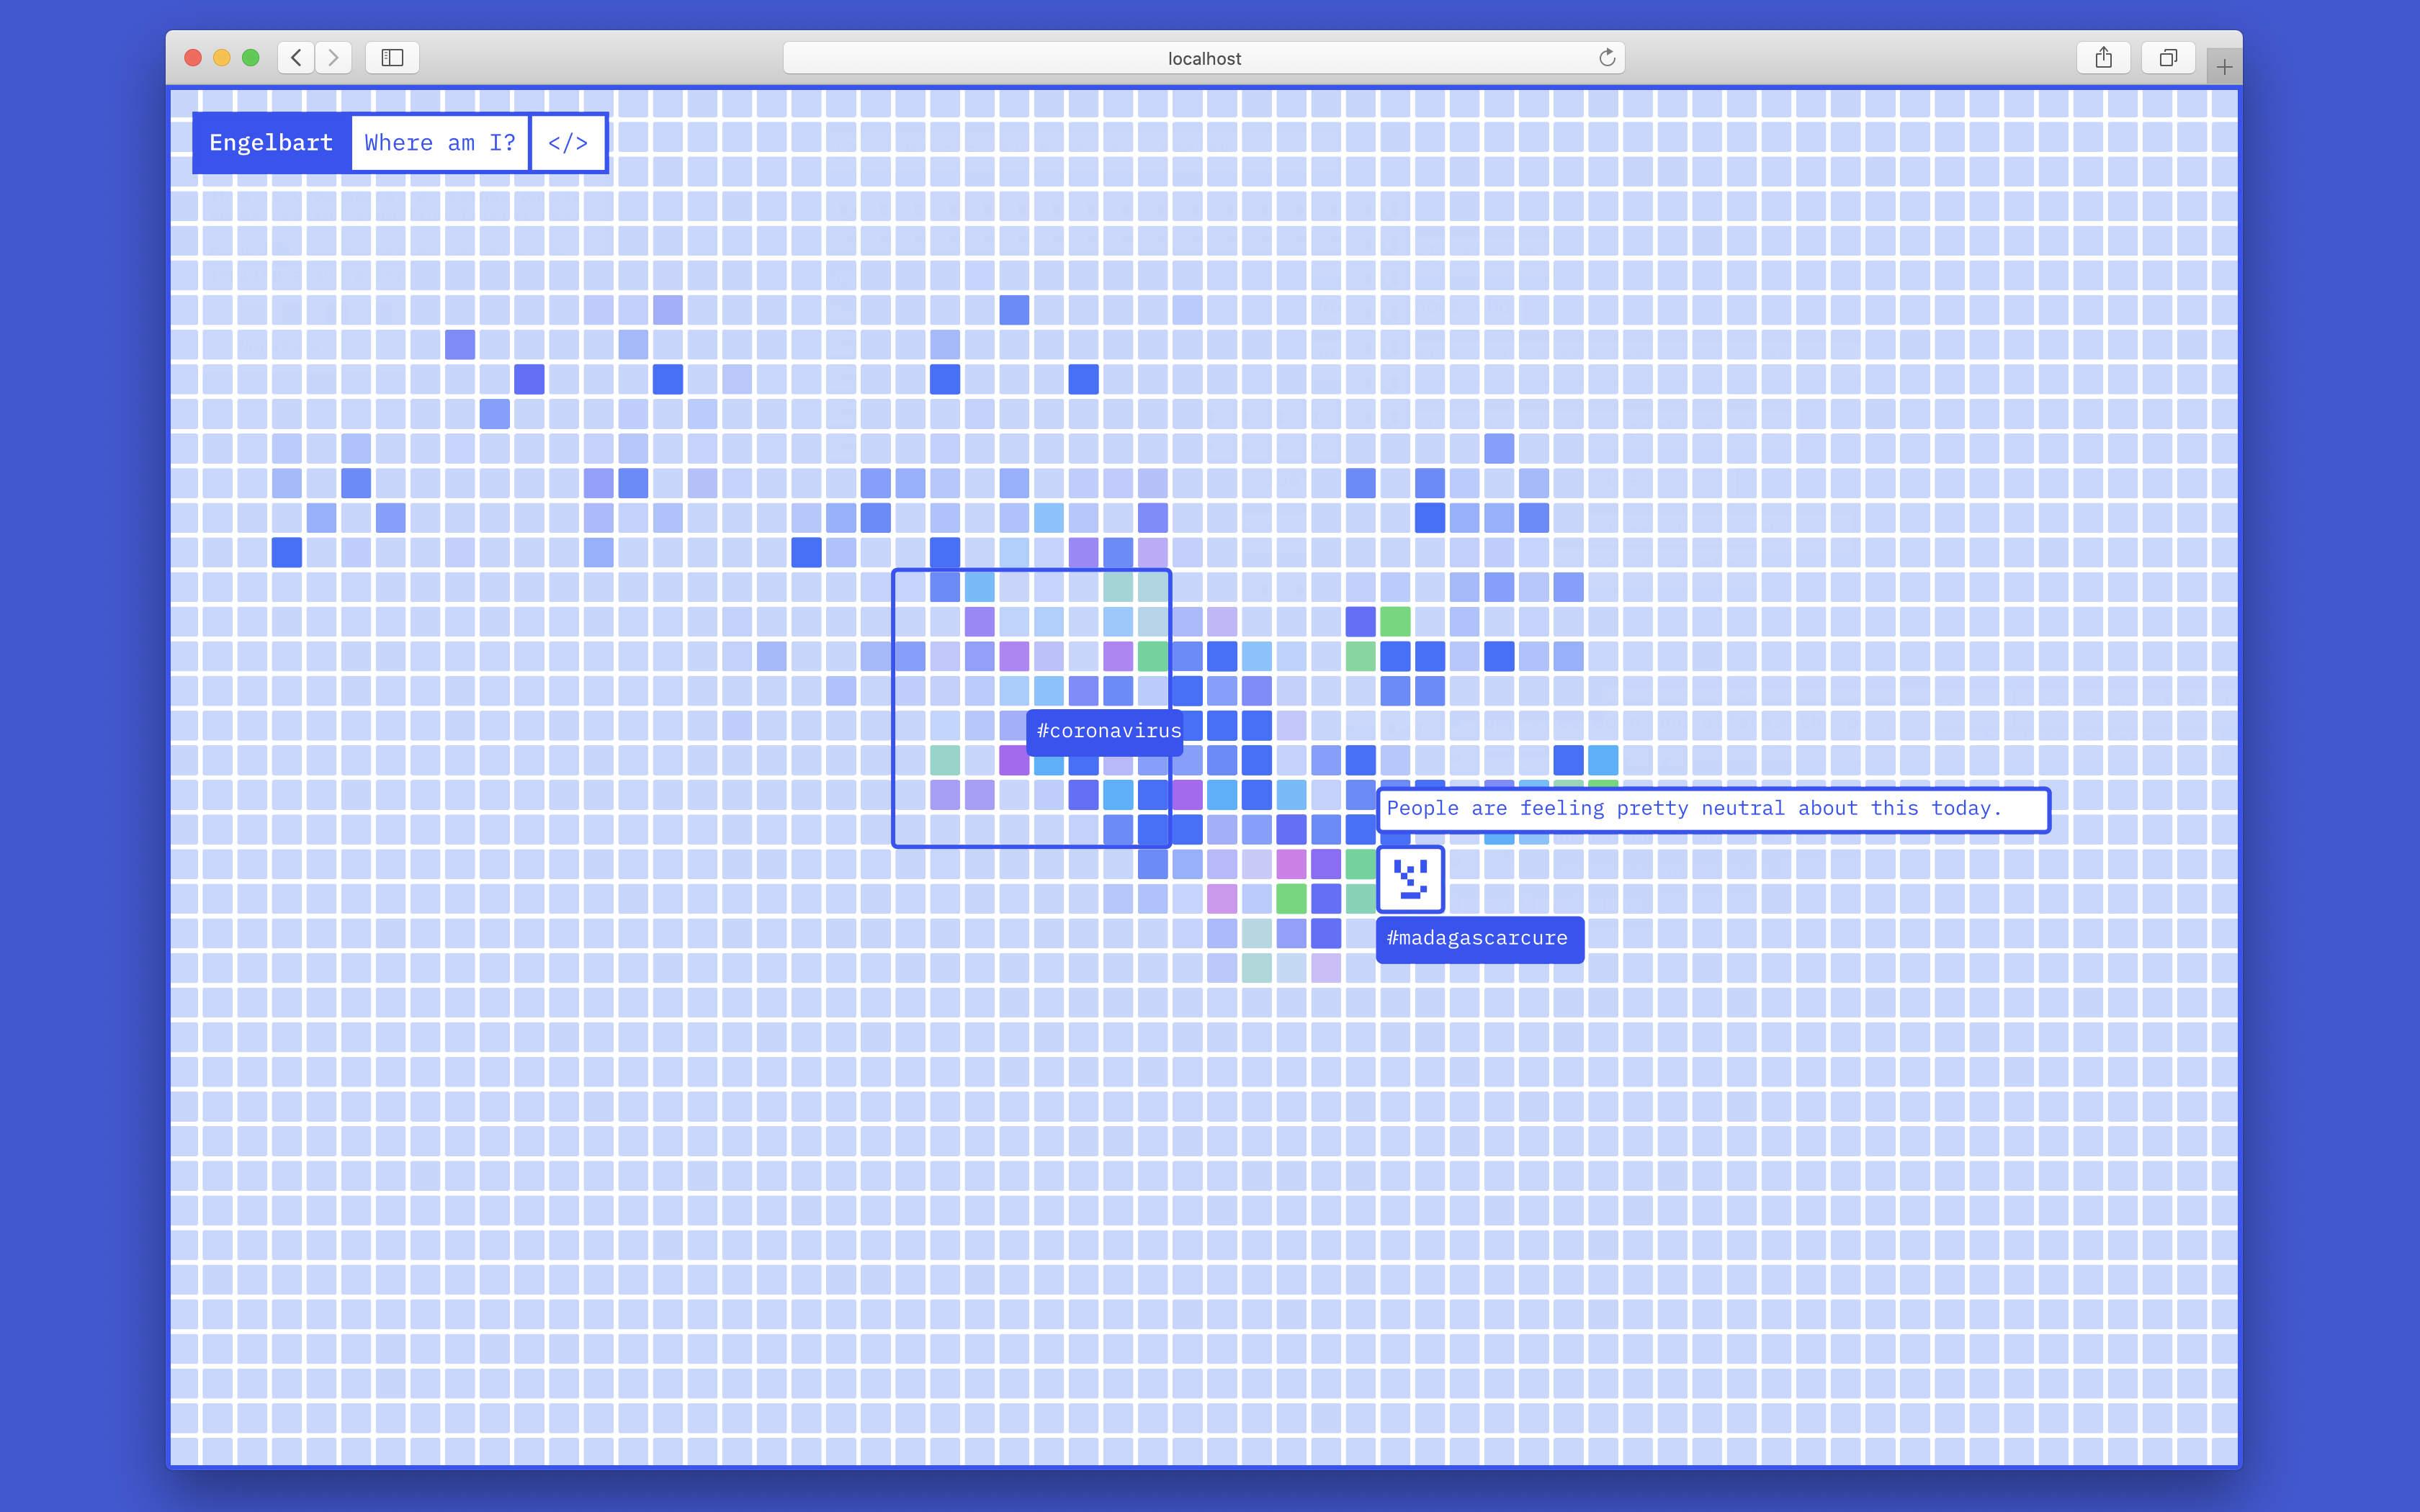 localhost
Engelbart Where am I? </>
#coronavirus
People are feeling pretty neutral about this today.
#madagascarcure